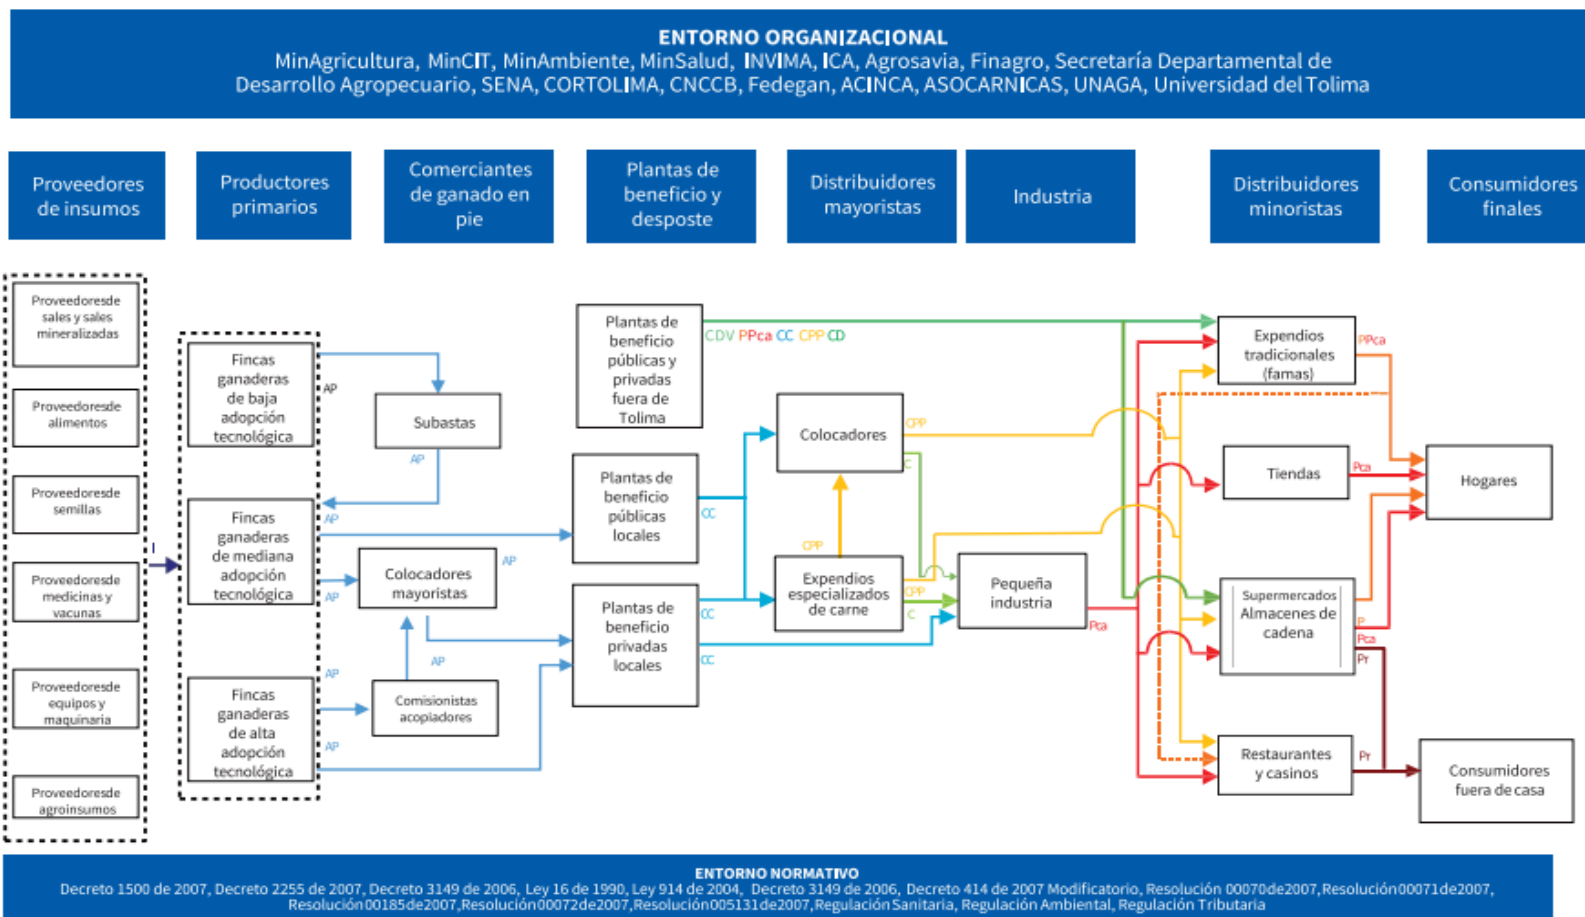 ENTORNO ORGANIZACIONAL
MinAgricultura, MinCIT, MinAmbiente, MinSalud, INVIMA, ICA, Agrosavia, Finagro, Secretaría Departamental de
Desarrollo Agropecuario, SENA, CORTOLIMA, CNCCB, Fedegan, ACINCA, ASOCARNICAS, UNAGA, Universidad del Tolima
Proveedores
de insumos
Productores
primarios
Comerciantes
de ganado en
pie
Plantas de
beneficio y
desposte
Distribuidores
mayoristas
Industria
Distribuidores
minoristas
Consumidores
finales
Proveedoresde
sales y sales
mineralizadas
Proveedoresde
alimentos
Proveedoresde
semillas
Proveedoresde
medicinas y
vacunas
Proveedoresde
equipos y
maquinaria
Proveedoresde
agroinsumos
I
Fincas
ganaderas
de baja
adopción
tecnológica
AP
Fincas
ganaderas
de mediana
adopción
tecnológica
AP
AP
Fincas
ganaderas
de alta
adopción
tecnológica
AP
AP
Subastas
AP
Colocadores
mayoristas
AP
AP
Comisionistas
acopiadores
Plantas de
beneficio
públicas y
privadas
fuera de
Tolima
CDV PPca CC CPP CD
Plantas de
beneficio
públicas
locales
CC
Plantas de
beneficio
privadas
locales
CC
CC
Colocadores
CPP
C
CPP
Expendios
especializados
de carne
CPP
C
Pequeña
industria
Pca
Expendios
tradicionales
(famas)
PPca
Tiendas
Pca
Supermercados
Almacenes de
cadena
P
Pca
Pr
Restaurantes
y casinos
Pr
Hogares
Consumidores
fuera de casa
ENTORNO NORMATIVO
Decreto 1500 de 2007, Decreto 2255 de 2007, Decreto 3149 de 2006, Ley 16 de 1990, Ley 914 de 2004, Decreto 3149 de 2006, Decreto 414 de 2007 Modificatorio, Resolución 00070de2007,Resolución00071de2007,
Resolución00185de2007,Resolución00072de2007,Resolución005131de2007,Regulación Sanitaria, Regulación Ambiental, Regulación Tributaria